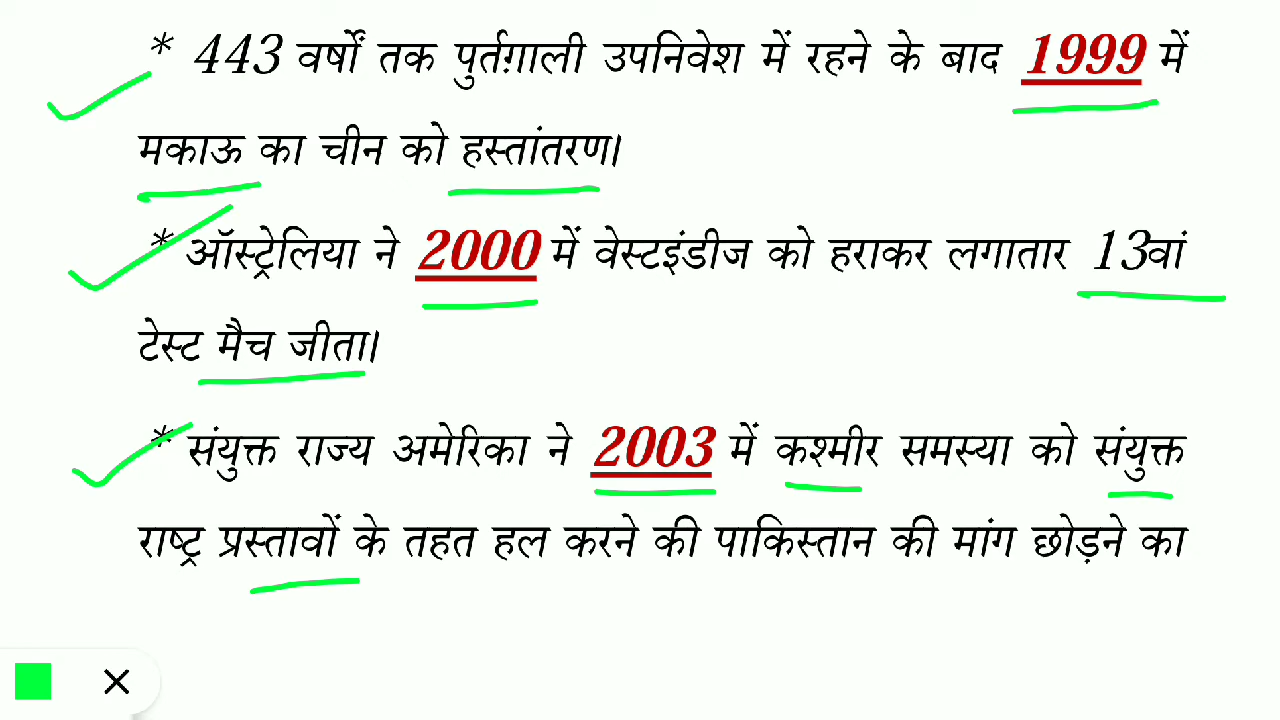 * 443 वर्षों तक पुर्तग़ाली उपनिवेश में रहने के बाद 1999 में
मकाऊ का चीन को हस्तांतरण।
* ऑस्ट्रेलिया ने 2000 में वेस्टइंडीज को हराकर लगातार 13वां
टेस्ट मैच जीता।
* संयुक्त राज्य अमेरिका ने 2003 में कश्मीर समस्या को संयुक्त
राष्ट्र प्रस्तावों के तहत हल करने की पाकिस्तान की मांग छोड़ने का